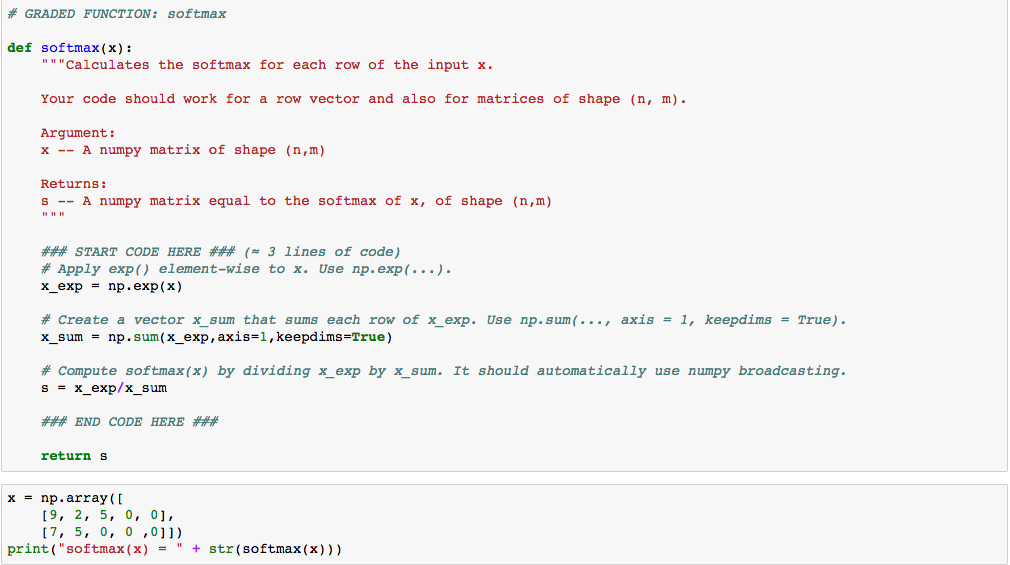 # GRADED FUNCTION: softmax
def softmax(x):
"""Calculates the softmax for each row of the input x.
Your code should work for a row vector and also for matrices of shape (n, m).
Argument:
x -- A numpy matrix of shape (n,m)
Returns:
s -- A numpy matrix equal to the softmax of x, of shape (n,m)
"""
### START CODE HERE ### (≈ 3 lines of code)
# Apply exp() element-wise to x. Use np.exp(...).
x_exp = np.exp(x)
# Create a vector x_sum that sums each row of x_exp. Use np.sum(..., axis = 1, keepdims = True).
x_sum = np.sum(x_exp,axis=1,keepdims=True)
# Compute softmax(x) by dividing x_exp by x_sum. It should automatically use numpy broadcasting.
s = x_exp/x_sum
### END CODE HERE ###
return s
x = np.array([
[9, 2, 5, 0, 0],
[7, 5, 0, 0 ,0]])
print("softmax(x) = " + str(softmax(x)))